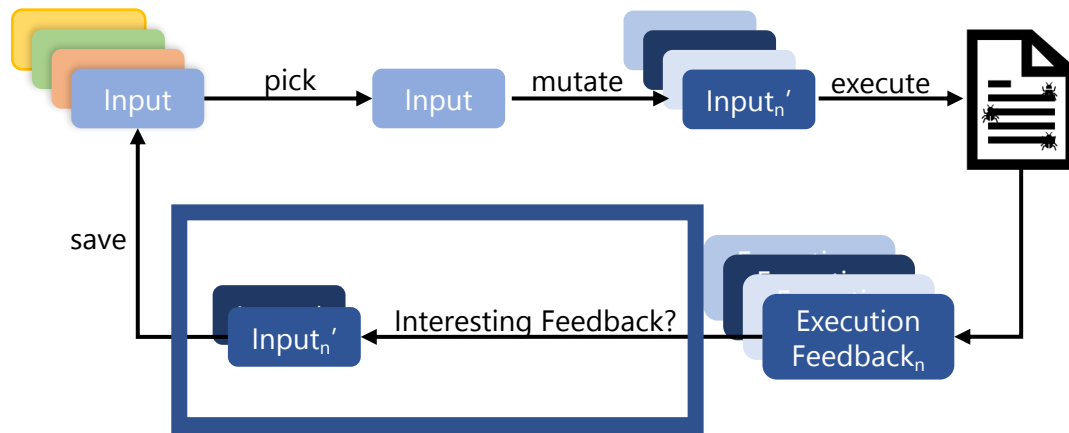 Input
pick
Input
mutate
Inputₙ′
execute
save
Inputₙ′
Interesting Feedback?
Execution
Feedbackₙ